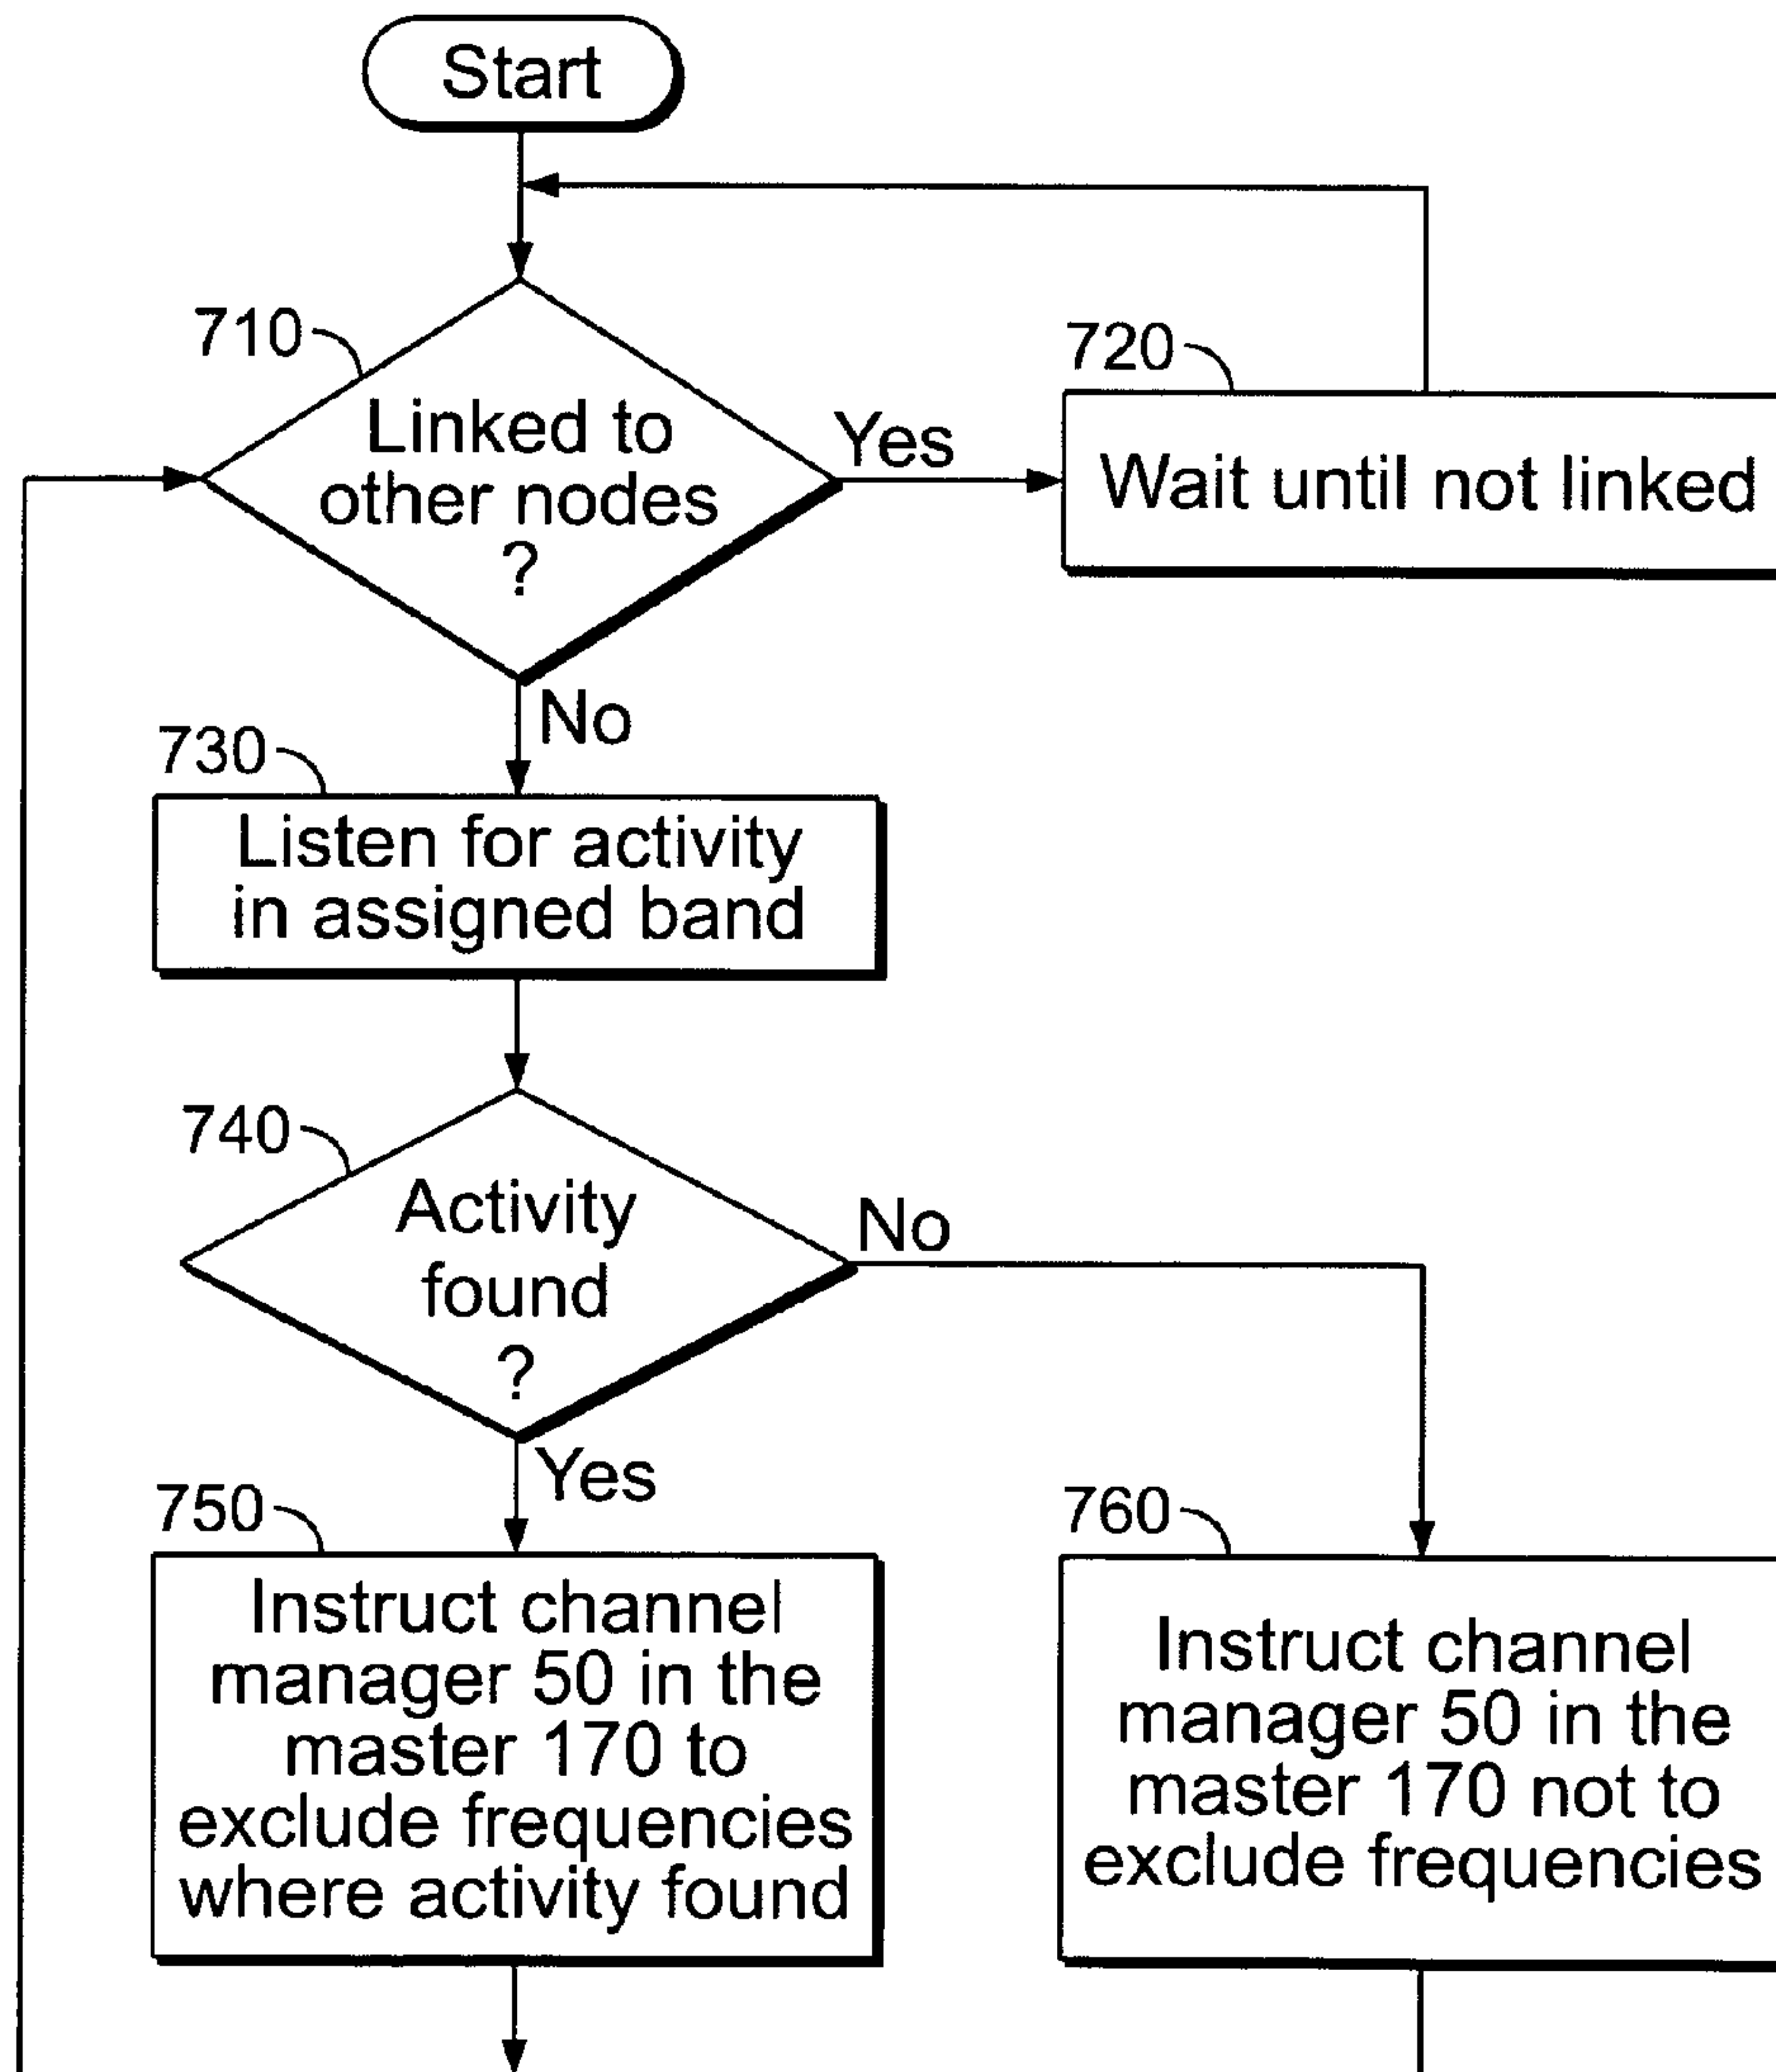 Start
710
Linked to
other nodes
?
Yes
720
Wait until not linked
No
730
Listen for activity
in assigned band
740
Activity
found
?
No
Yes
750
Instruct channel
manager 50 in the
master 170 to
exclude frequencies
where activity found
760
Instruct channel
manager 50 in the
master 170 not to
exclude frequencies